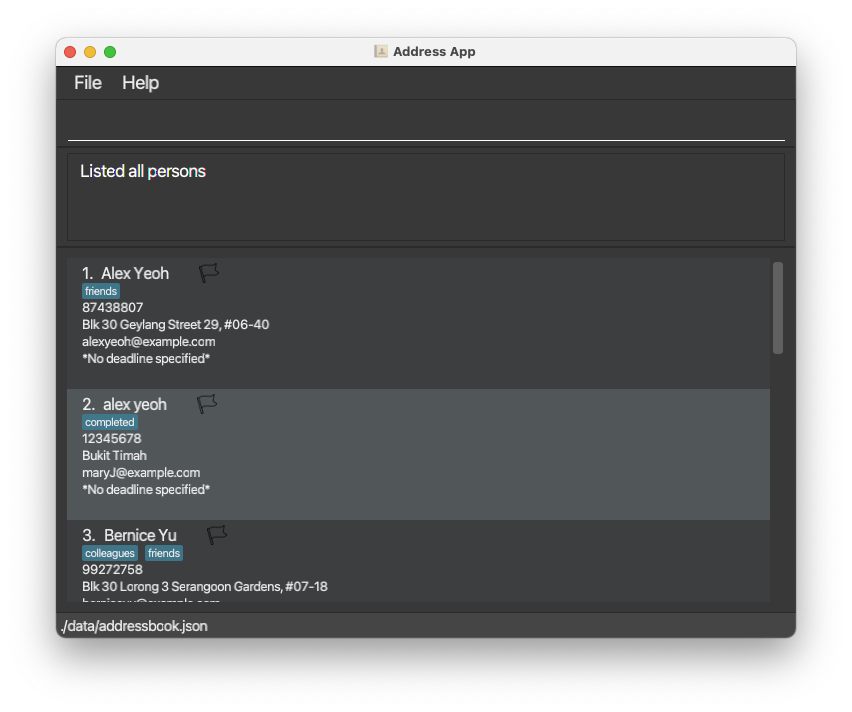 Address App
File Help
Listed all persons
1. Alex Yeoh
friends
87438807
Blk 30 Geylang Street 29, #06-40
alexyeoh@example.com
*No deadline specified*
2. alex yeoh
completed
12345678
Bukit Timah
maryJ@example.com
*No deadline specified*
3. Bernice Yu
colleagues friends
99272758
Blk 30 Lorong 3 Serangoon Gardens, #07-18
./data/addressbook.json